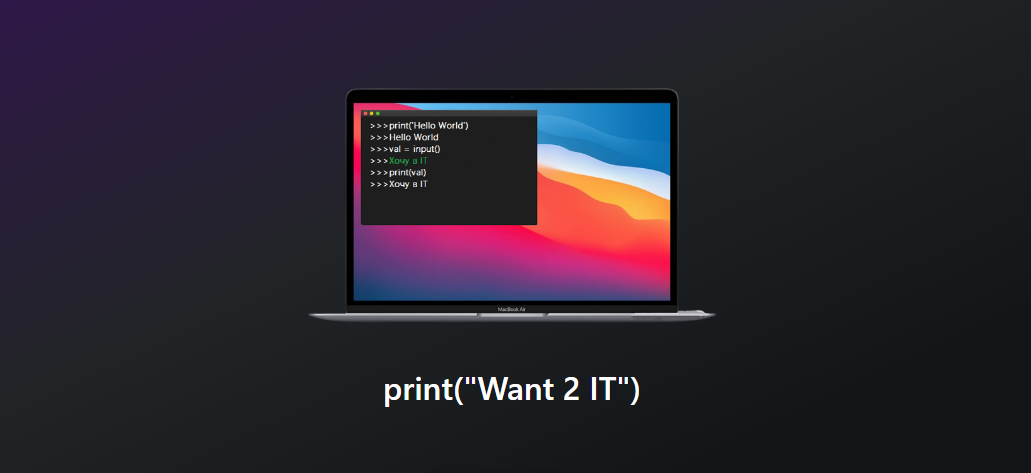 >>>print('Hello World')
>>>Hello World
>>>val = input()
>>>Хочу в IT
>>>print(val)
>>>Хочу в IT
MacBook Air
print("Want 2 IT")